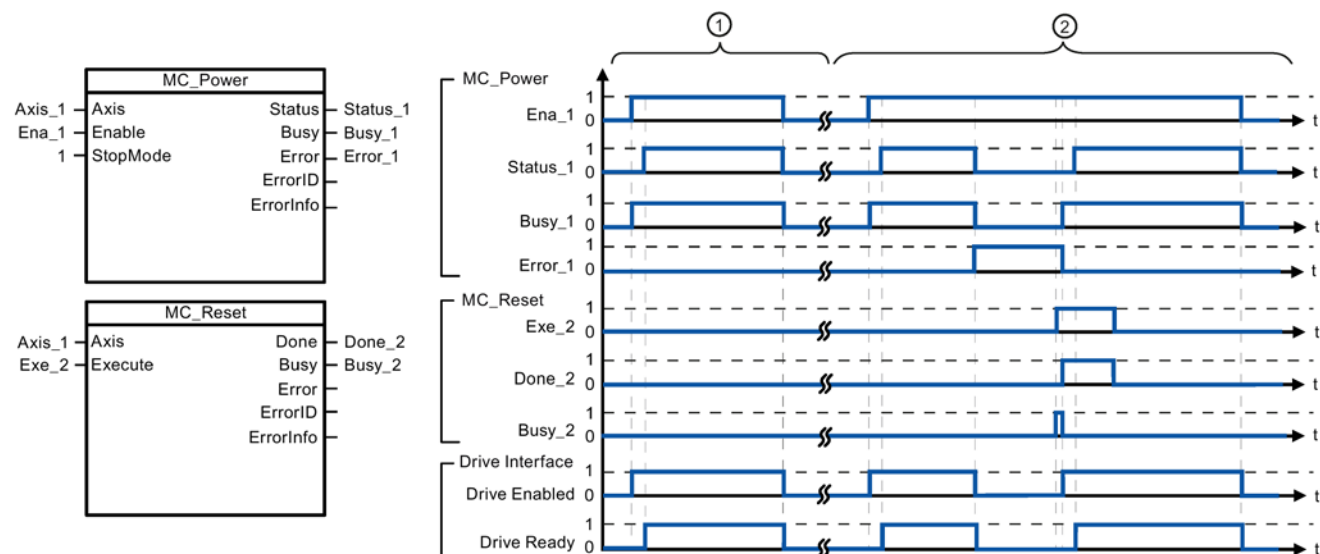 ① ②
MC_Power
Axis_1 Axis Status Status_1
Ena_1 Enable Busy Busy_1
1 StopMode Error Error_1
ErrorID
ErrorInfo
MC_Reset
Axis_1 Axis Done Done_2
Exe_2 Execute Busy Busy_2
Error
ErrorID
ErrorInfo
MC_Power
1
Ena_1 0 t
1
Status_1 0 t
1
Busy_1 0 t
1
Error_1 0 t
MC_Reset
1
Exe_2 0 t
1
Done_2 0 t
1
Busy_2 0 t
Drive Interface
1
Drive Enabled 0 t
1
Drive Ready 0 t